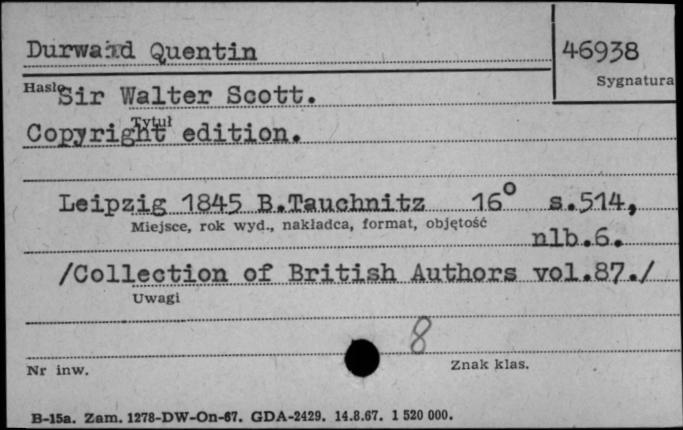 Durward Quentin 46938
Sygnatura
Hasło Sir Walter Scott.
Tytuł
Copyright edition.
Leipzig 1845 B.Tauchnitz 16° s.514,
Miejsce, rok wyd., nakładca, format, objętość
nlb.6.
/Collection of British Authors vol.87./
Uwagi
8
Nr inw. Znak klas.
B-15a. Zam. 1278-DW-On-67. GDA-2429. 14.8.67. 1 520 000.